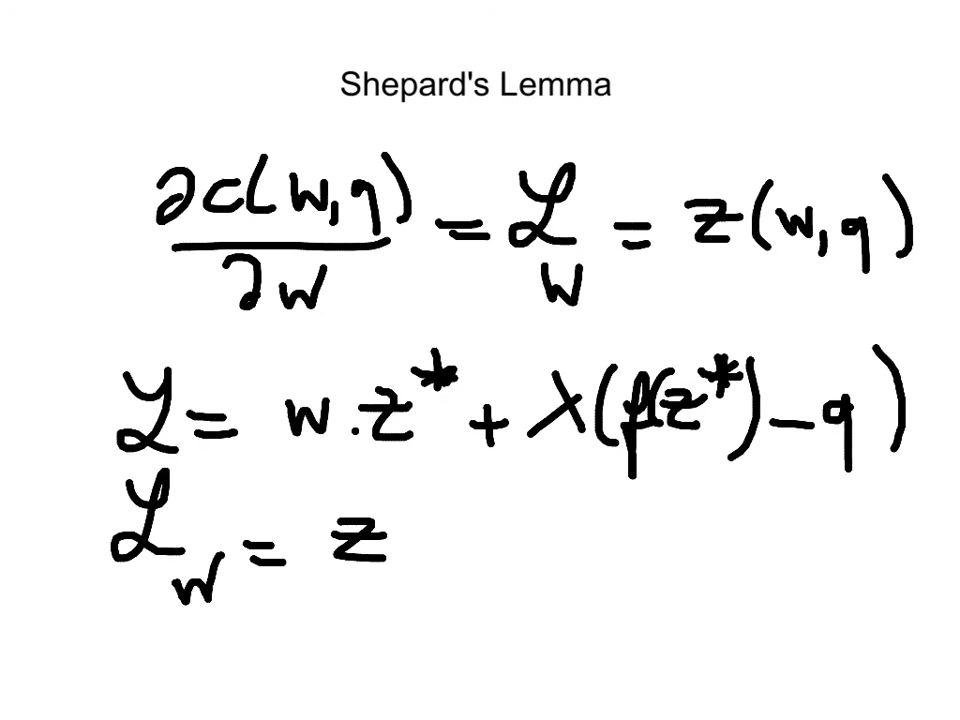 Shepard's Lemma
∂c(w,q)/∂w = ℒ_w = z(w,q)
ℒ = w.z* + λ(f(z*) - q)
ℒ_w = z